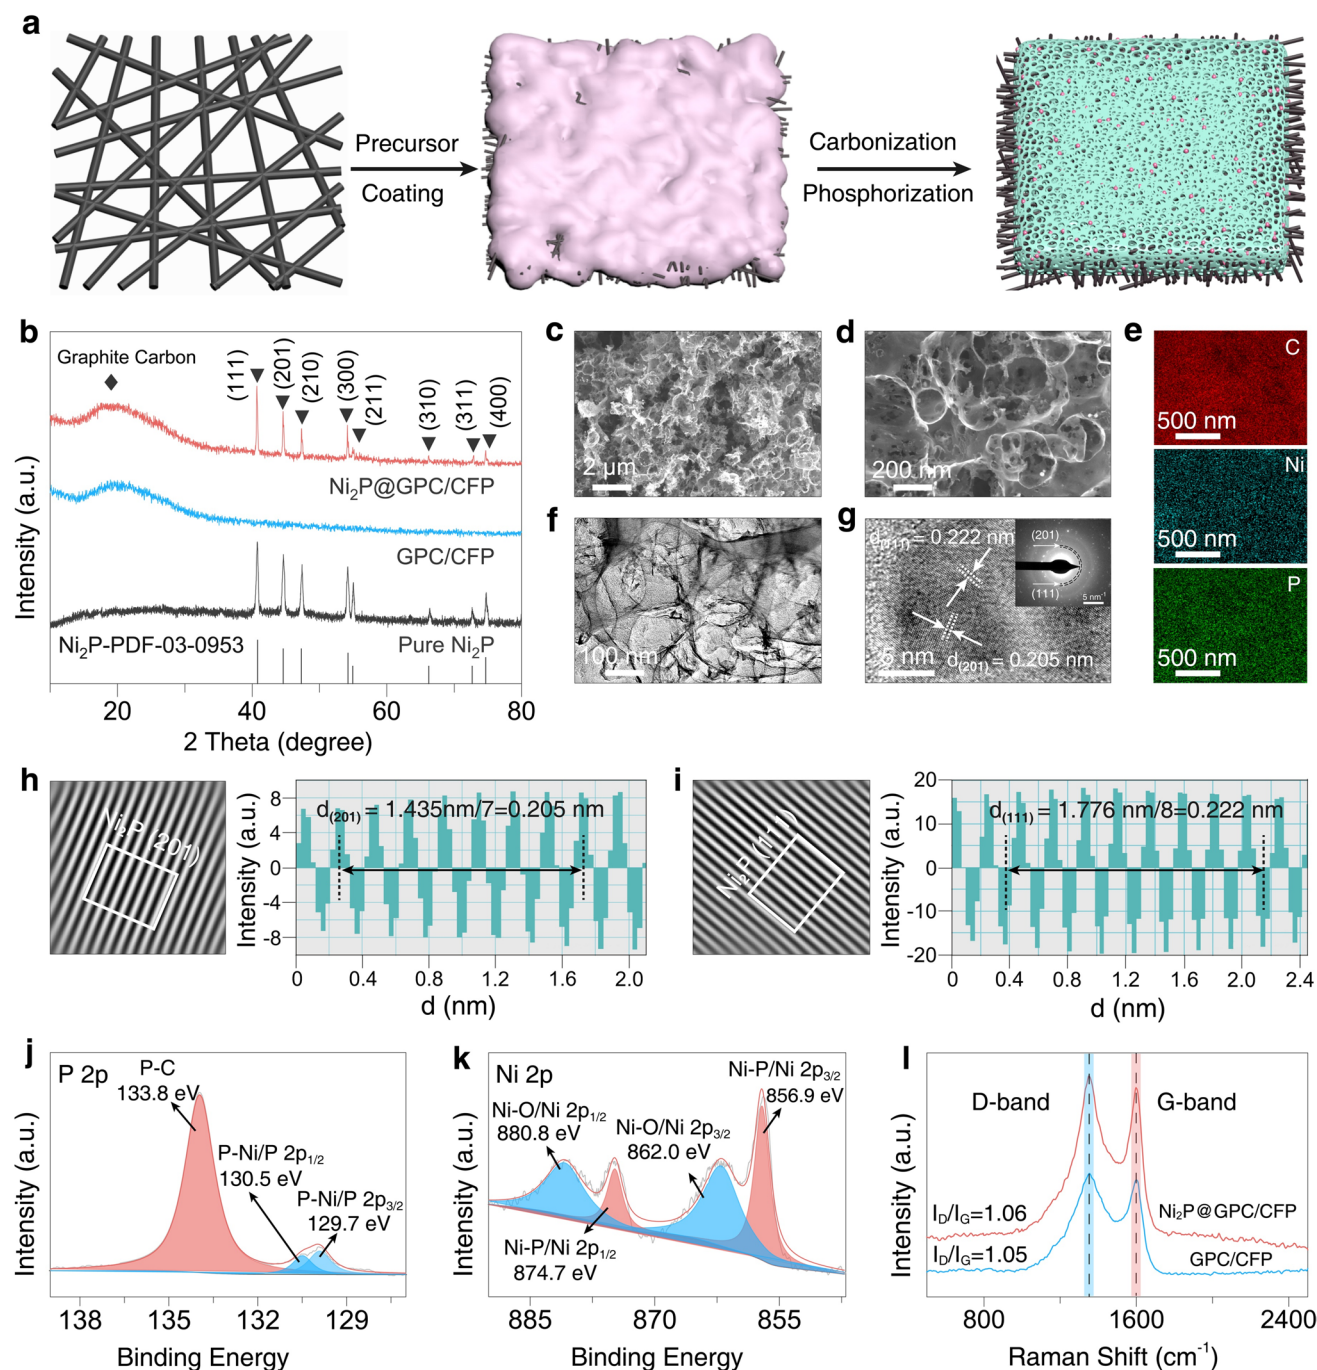 a
Precursor
Coating
Carbonization
Phosphorization
b
Graphite Carbon
(111)
(201)
(210)
(300)
(211)
(310)
(311)
(400)
Ni₂P@GPC/CFP
GPC/CFP
Ni₂P-PDF-03-0953
Pure Ni₂P
Intensity (a.u.)
20
40
60
80
2 Theta (degree)
c
2 μm
d
200 nm
e
C
500 nm
Ni
500 nm
P
500 nm
f
100 nm
g
d(111) = 0.222 nm
(201)
(111)
5 nm⁻¹
5 nm
d(201) = 0.205 nm
h
Ni₂P (201)
Intensity (a.u.)
8
4
0
-4
-8
d(201) = 1.435nm/7=0.205 nm
0 0.4 0.8 1.2 1.6 2.0
d (nm)
i
Ni₂P (111)
Intensity (a.u.)
20
10
0
-10
-20
d(111) = 1.776 nm/8=0.222 nm
0 0.4 0.8 1.2 1.6 2.0 2.4
d (nm)
j
P 2p
P-C
133.8 eV
P-Ni/P 2p1/2
130.5 eV
P-Ni/P 2p3/2
129.7 eV
Intensity (a.u.)
138 134 132 129
Binding Energy
k
Ni 2p
Ni-O/Ni 2p1/2
880.8 eV
Ni-O/Ni 2p3/2
862.0 eV
Ni-P/Ni 2p3/2
856.9 eV
Ni-P/Ni 2p1/2
874.7 eV
Intensity (a.u.)
885 870 855
Binding Energy
l
D-band
G-band
ID/IG=1.06
Ni₂P@GPC/CFP
ID/IG=1.05
GPC/CFP
Intensity (a.u.)
800 1600 2400
Raman Shift (cm⁻¹)